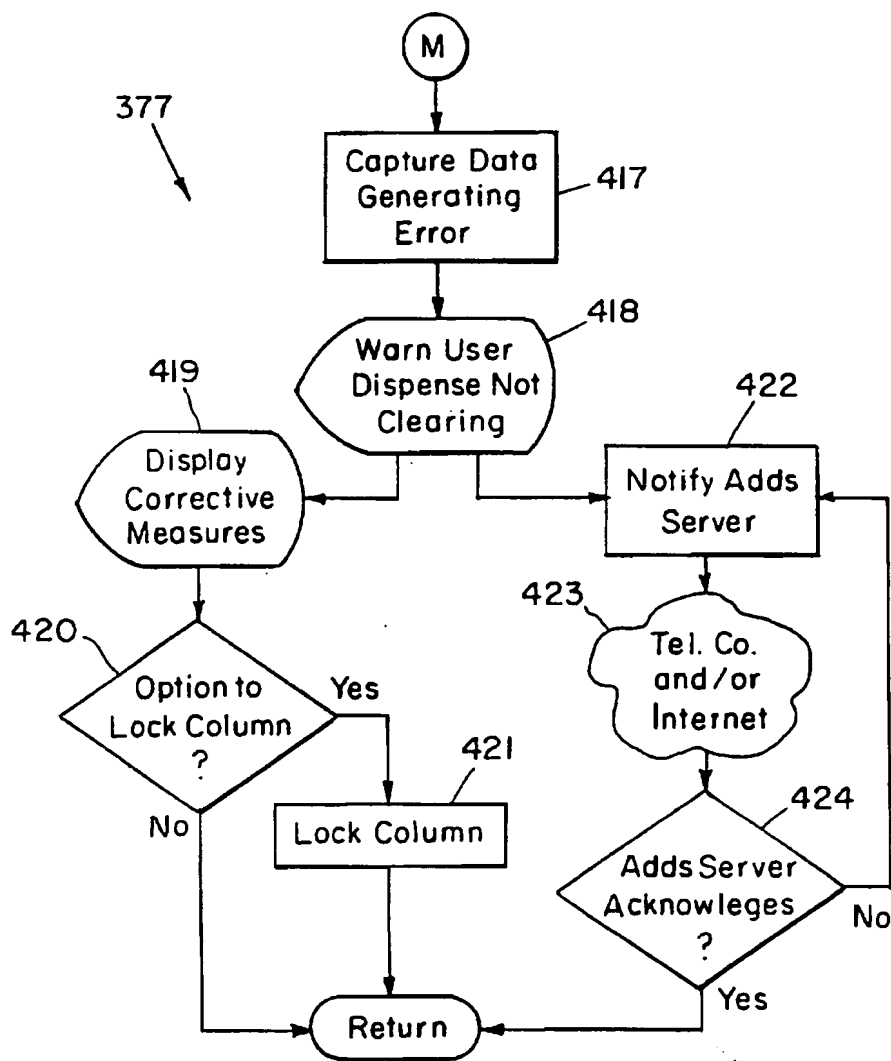 M
377
Capture Data
Generating
Error
417
Warn User
Dispense Not
Clearing
418
419
Display
Corrective
Measures
422
Notify Adds
Server
420
Option to
Lock Column
?
Yes
No
423
Tel. Co.
and/or
Internet
421
Lock Column
424
Adds Server
Acknowleges
?
No
Yes
Return